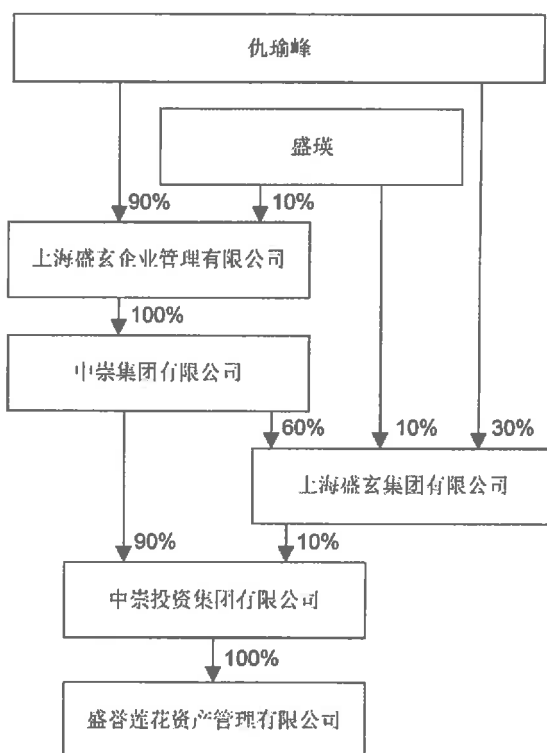 仇瑜峰
盛瑛
90%
10%
上海盛玄企业管理有限公司
100%
中崇集团有限公司
60%
10%
30%
上海盛玄集团有限公司
90%
10%
中崇投资集团有限公司
100%
盛誉莲花资产管理有限公司